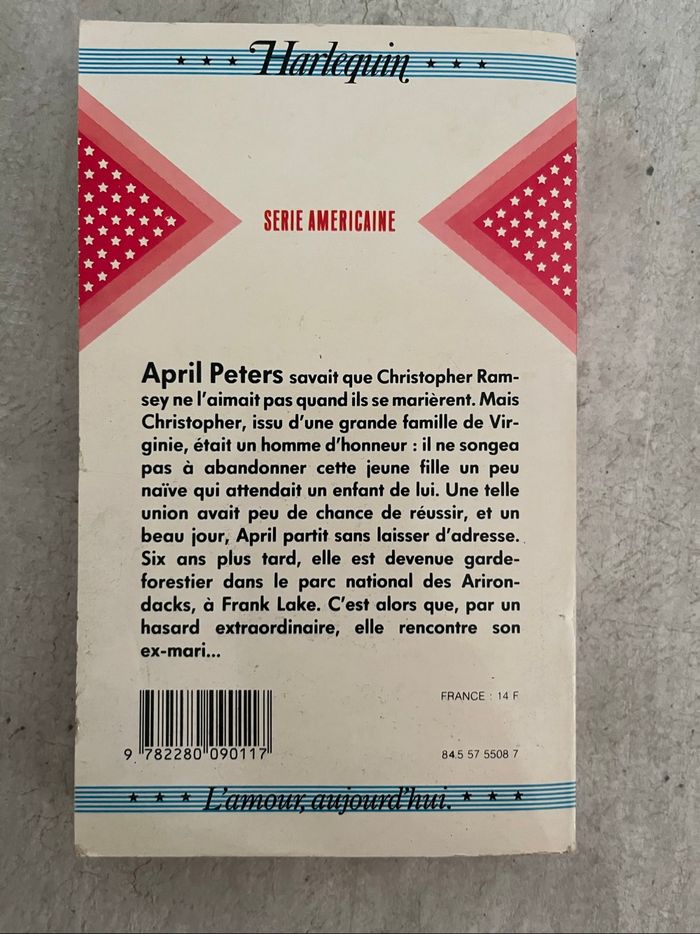 Harlequin
SERIE AMERICAINE
April Peters savait que Christopher Ram-
sey ne l'aimait pas quand ils se marièrent. Mais
Christopher, issu d'une grande famille de Vir-
ginie, était un homme d'honneur : il ne songea
pas à abandonner cette jeune fille un peu
naïve qui attendait un enfant de lui. Une telle
union avait peu de chance de réussir, et un
beau jour, April partit sans laisser d'adresse.
Six ans plus tard, elle est devenue garde-
forestier dans le parc national des Ariron-
dacks, à Frank Lake. C'est alors que, par un
hasard extraordinaire, elle rencontre son
ex-mari...
FRANCE : 14 F
9 782280 090117
84.5 57 5508 7
L'amour, aujourd'hui.